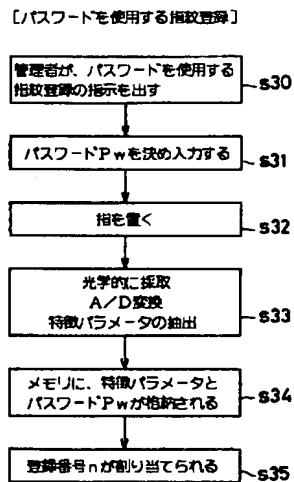 ［パスワードを使用する指紋登録］
管理者が、パスワードを使用する
指紋登録の指示を出す
s30
パスワードPwを決め入力する
s31
指を置く
s32
光学的に採取
A／D変換
特徴パラメータの抽出
s33
メモリに、特徴パラメータと
パスワードPwが格納される
s34
登録番号nが割り当てられる
s35